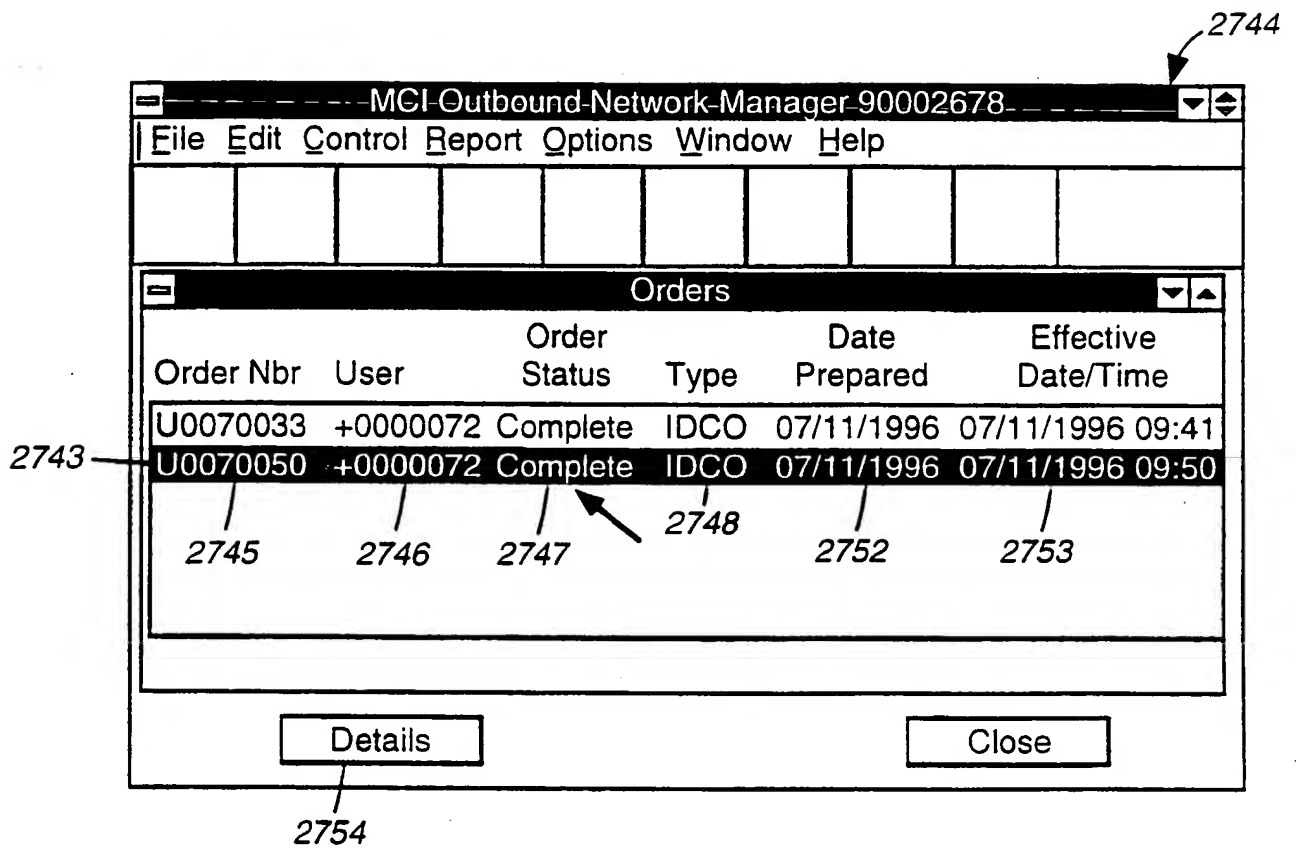 2744
MCI-Outbound-Network-Manager-90002678
File Edit Control Report Options Window Help
Orders
Order Date Effective
Order Nbr User Status Type Prepared Date/Time
U0070033 +0000072 Complete IDCO 07/11/1996 07/11/1996 09:41
2743 U0070050 +0000072 Complete IDCO 07/11/1996 07/11/1996 09:50
2745 2746 2747 2748 2752 2753
Details Close
2754